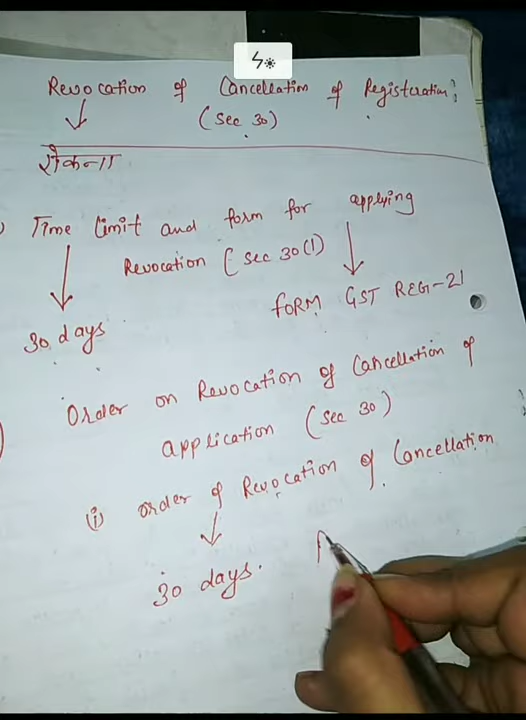 Revocation of Cancellation of Registration:
(Sec 30)
रोकना
Time limit and form for applying
Revocation (Sec 30(1)
30 days
FORM GST REG-21
Order on Revocation of Cancellation of
application (Sec 30)
(i) order of Revocation of Cancellation
30 days.